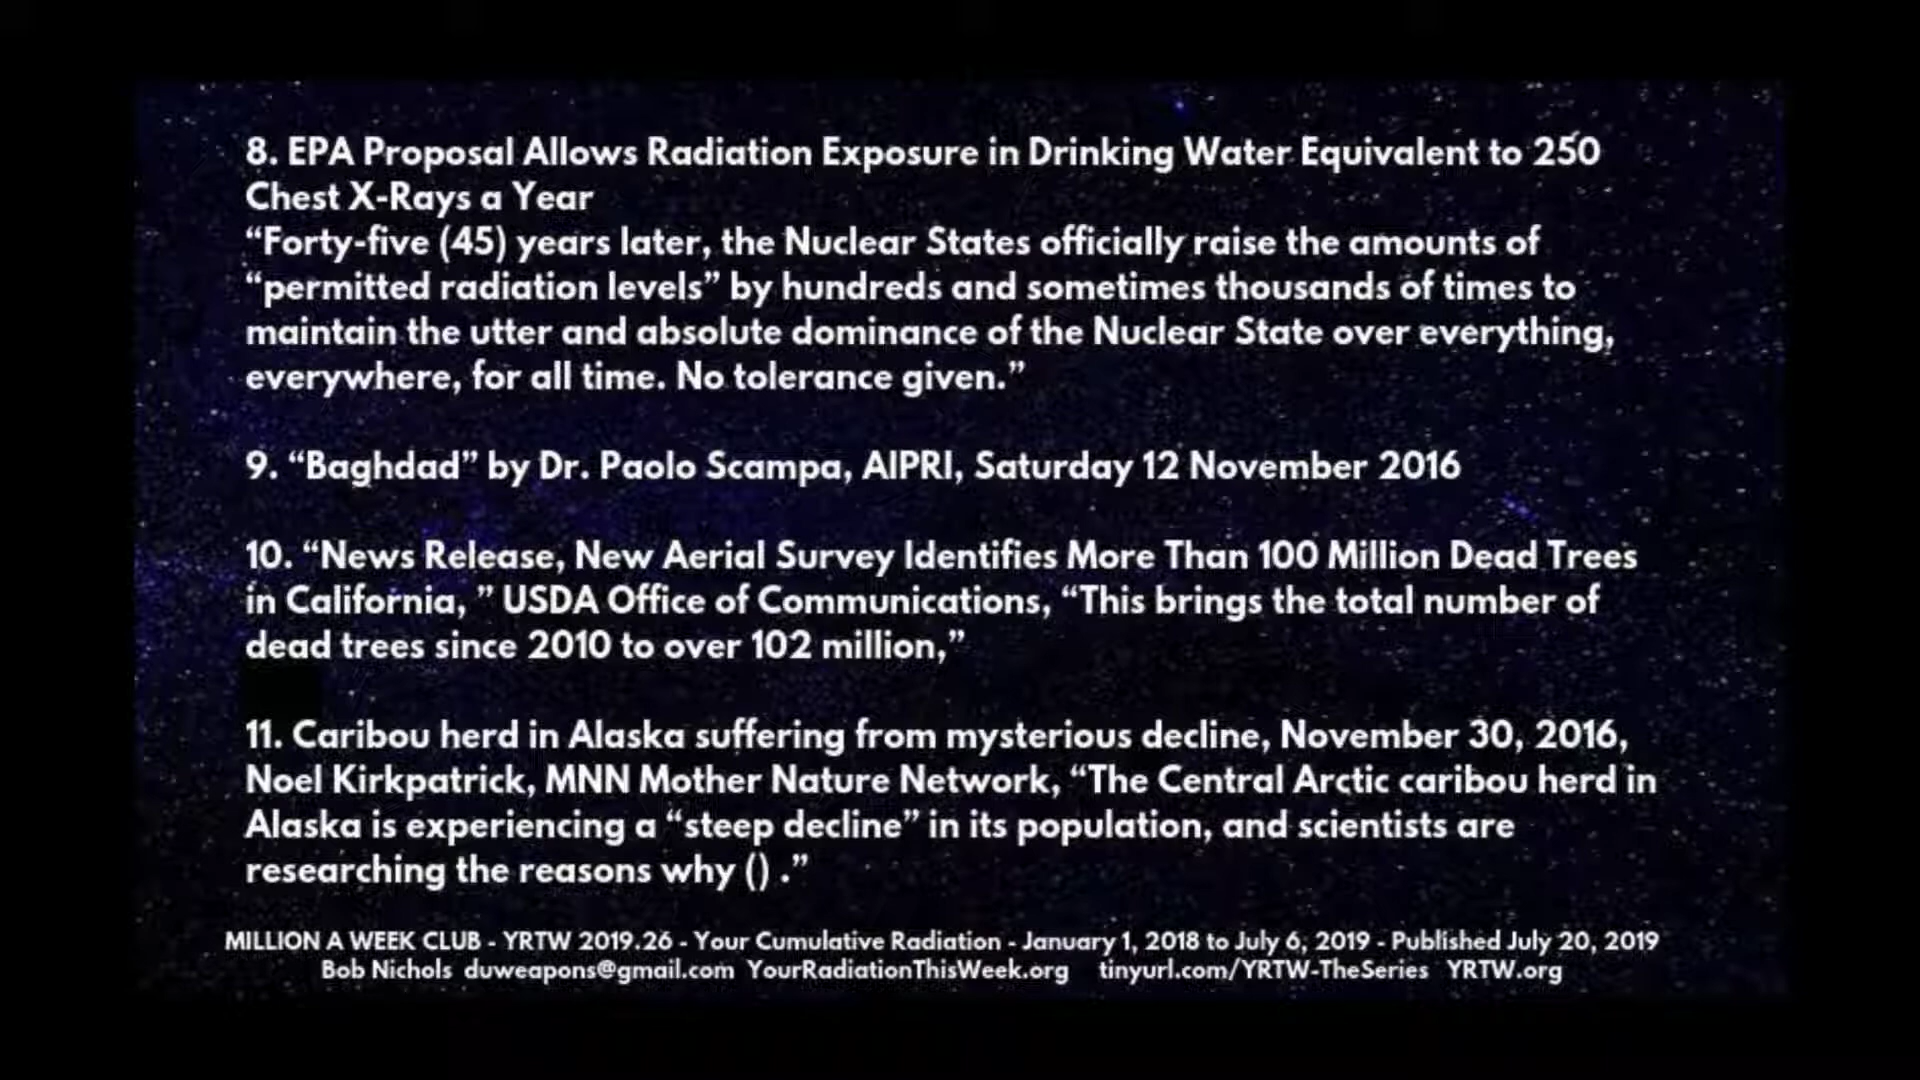 8. EPA Proposal Allows Radiation Exposure in Drinking Water Equivalent to 250
Chest X-Rays a Year
“Forty-five (45) years later, the Nuclear States officially raise the amounts of
“permitted radiation levels” by hundreds and sometimes thousands of times to
maintain the utter and absolute dominance of the Nuclear State over everything,
everywhere, for all time. No tolerance given.”
9. “Baghdad” by Dr. Paolo Scampa, AIPRI, Saturday 12 November 2016
10. “News Release, New Aerial Survey Identifies More Than 100 Million Dead Trees
in California, ” USDA Office of Communications, “This brings the total number of
dead trees since 2010 to over 102 million,”
11. Caribou herd in Alaska suffering from mysterious decline, November 30, 2016,
Noel Kirkpatrick, MNN Mother Nature Network, “The Central Arctic caribou herd in
Alaska is experiencing a “steep decline” in its population, and scientists are
researching the reasons why () .”
MILLION A WEEK CLUB - YRTW 2019.26 - Your Cumulative Radiation - January 1, 2018 to July 6, 2019 - Published July 20, 2019
Bob Nichols duweapons@gmail.com YourRadiationThisWeek.org tinyurl.com/YRTW-TheSeries YRTW.org